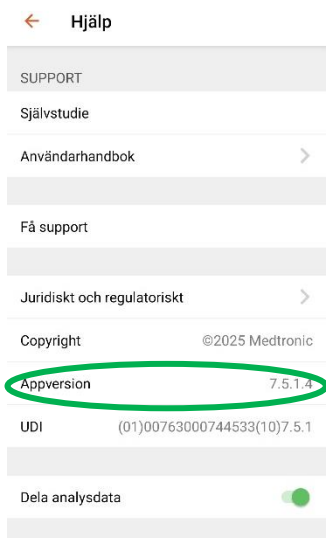 Hjälp
SUPPORT
Självstudie
Användarhandbok
Få support
Juridiskt och regulatoriskt
Copyright ©2025 Medtronic
Appversion 7.5.1.4
UDI (01)00763000744533(10)7.5.1
Dela analysdata